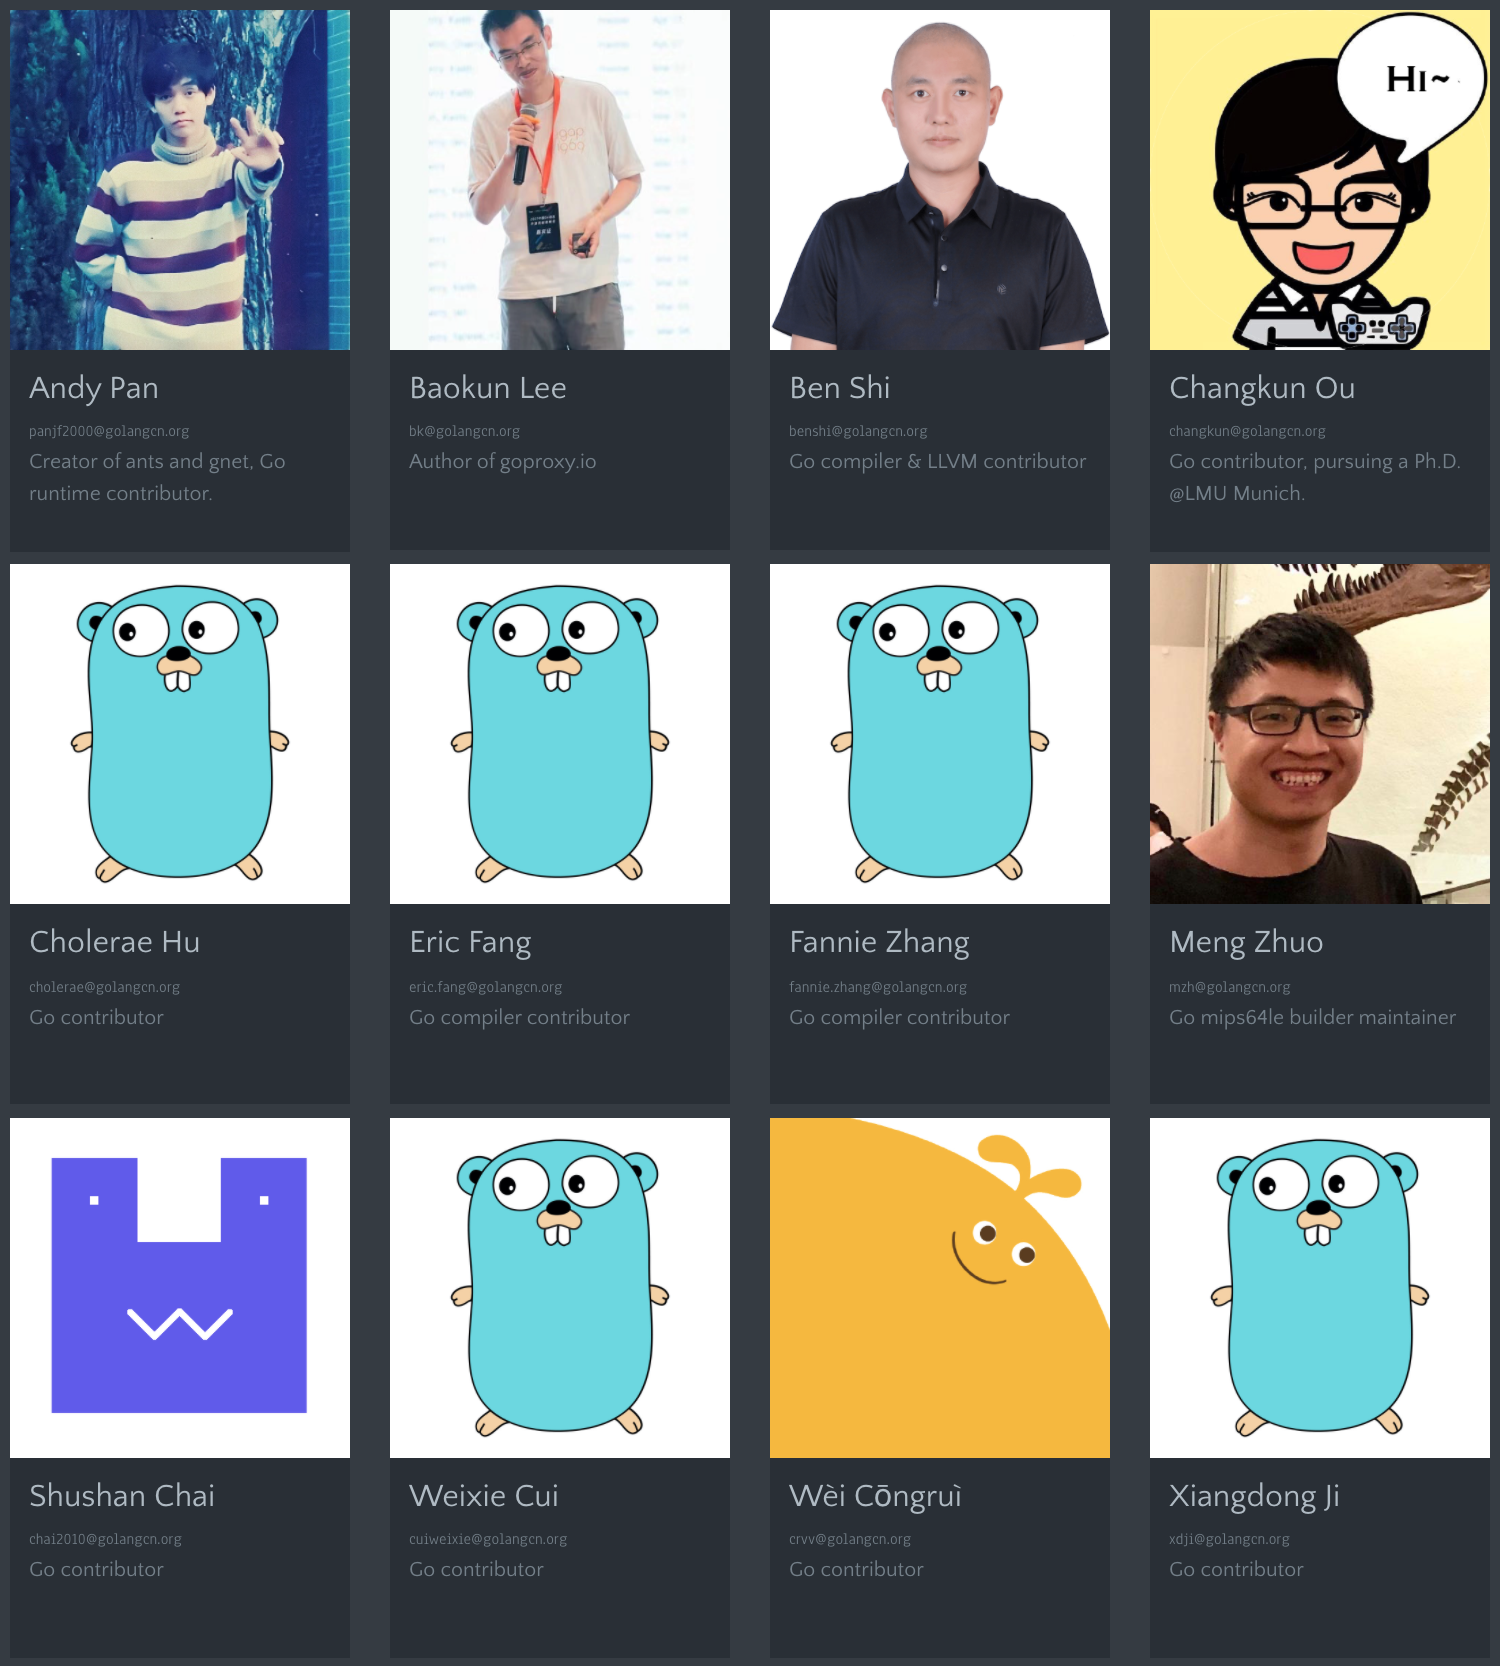 Hi~
Andy Pan
panjf2000@golangcn.org
Creator of ants and gnet, Go
runtime contributor.
Baokun Lee
bk@golangcn.org
Author of goproxy.io
Ben Shi
benshi@golangcn.org
Go compiler & LLVM contributor
Changkun Ou
changkun@golangcn.org
Go contributor, pursuing a Ph.D.
@LMU Munich.
Cholerae Hu
cholerae@golangcn.org
Go contributor
Eric Fang
eric.fang@golangcn.org
Go compiler contributor
Fannie Zhang
fannie.zhang@golangcn.org
Go compiler contributor
Meng Zhuo
mzh@golangcn.org
Go mips64le builder maintainer
Shushan Chai
chai2010@golangcn.org
Go contributor
Weixie Cui
cuiweixie@golangcn.org
Go contributor
Wèi Cōngruì
crvv@golangcn.org
Go contributor
Xiangdong Ji
xdji@golangcn.org
Go contributor